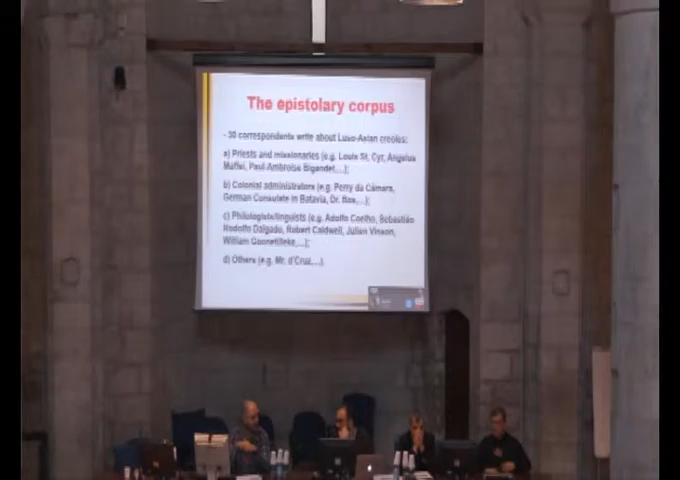 The epistolary corpus
- 30 correspondents write about Luso-Asian creoles:
a) Priests and missionaries (e.g. Louis St. Cyr, Angelus
Maffei, Paul-Ambroise Bigandet,...);
b) Colonial administrators (e.g. Perry da Câmara,
German Consulate in Batavia, Dr. Box,...);
c) Philologists/linguists (e.g. Adolfo Coelho, Sebastião
Rodolfo Dalgado, Robert Caldwell, Julien Vinson,
William Goonetilleke,...);
d) Others (e.g. Mr. d'Cruz,...).